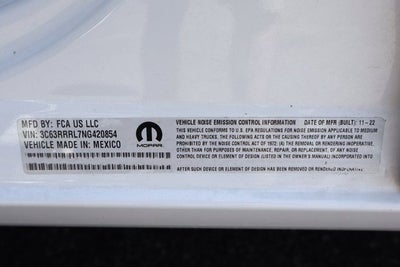 MFD BY: FCA US LLC
VIN: 3C63RRRL7NG420854
VEHICLE MADE IN: MEXICO
MOPAR
VEHICLE NOISE EMISSION CONTROL INFORMATION DATE OF MFR (BUILT): 11-22
THIS VEHICLE CONFORMS TO U.S. EPA REGULATIONS FOR NOISE EMISSION APPLICABLE TO MEDIUM
AND HEAVY TRUCKS. THE FOLLOWING ACTS OR THE CAUSING THEREOF BY ANY PERSON ARE
PROHIBITED BY THE NOISE CONTROL ACT OF 1972: (A) THE REMOVAL OR RENDERING INOPERATIVE,
OTHER THAN FOR PURPOSES OF MAINTENANCE, REPAIR, OR REPLACEMENT, OF ANY NOISE
CONTROL DEVICE OR ELEMENT OF DESIGN (LISTED IN THE OWNER'S MANUAL)
AFTER SUCH DEVICE OR ELEMENT OF DESIGN HAS BEEN REMOVED OR RENDERED